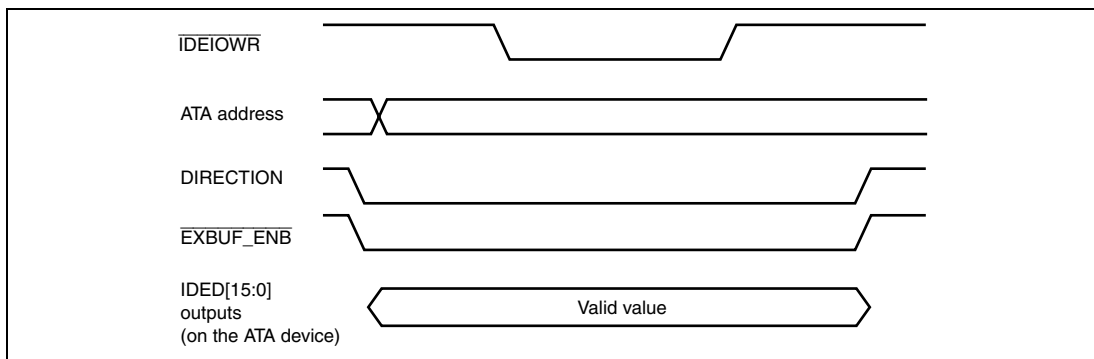 IDEIOWR
ATA address
DIRECTION
EXBUF_ENB
IDED[15:0]
outputs
(on the ATA device)
Valid value